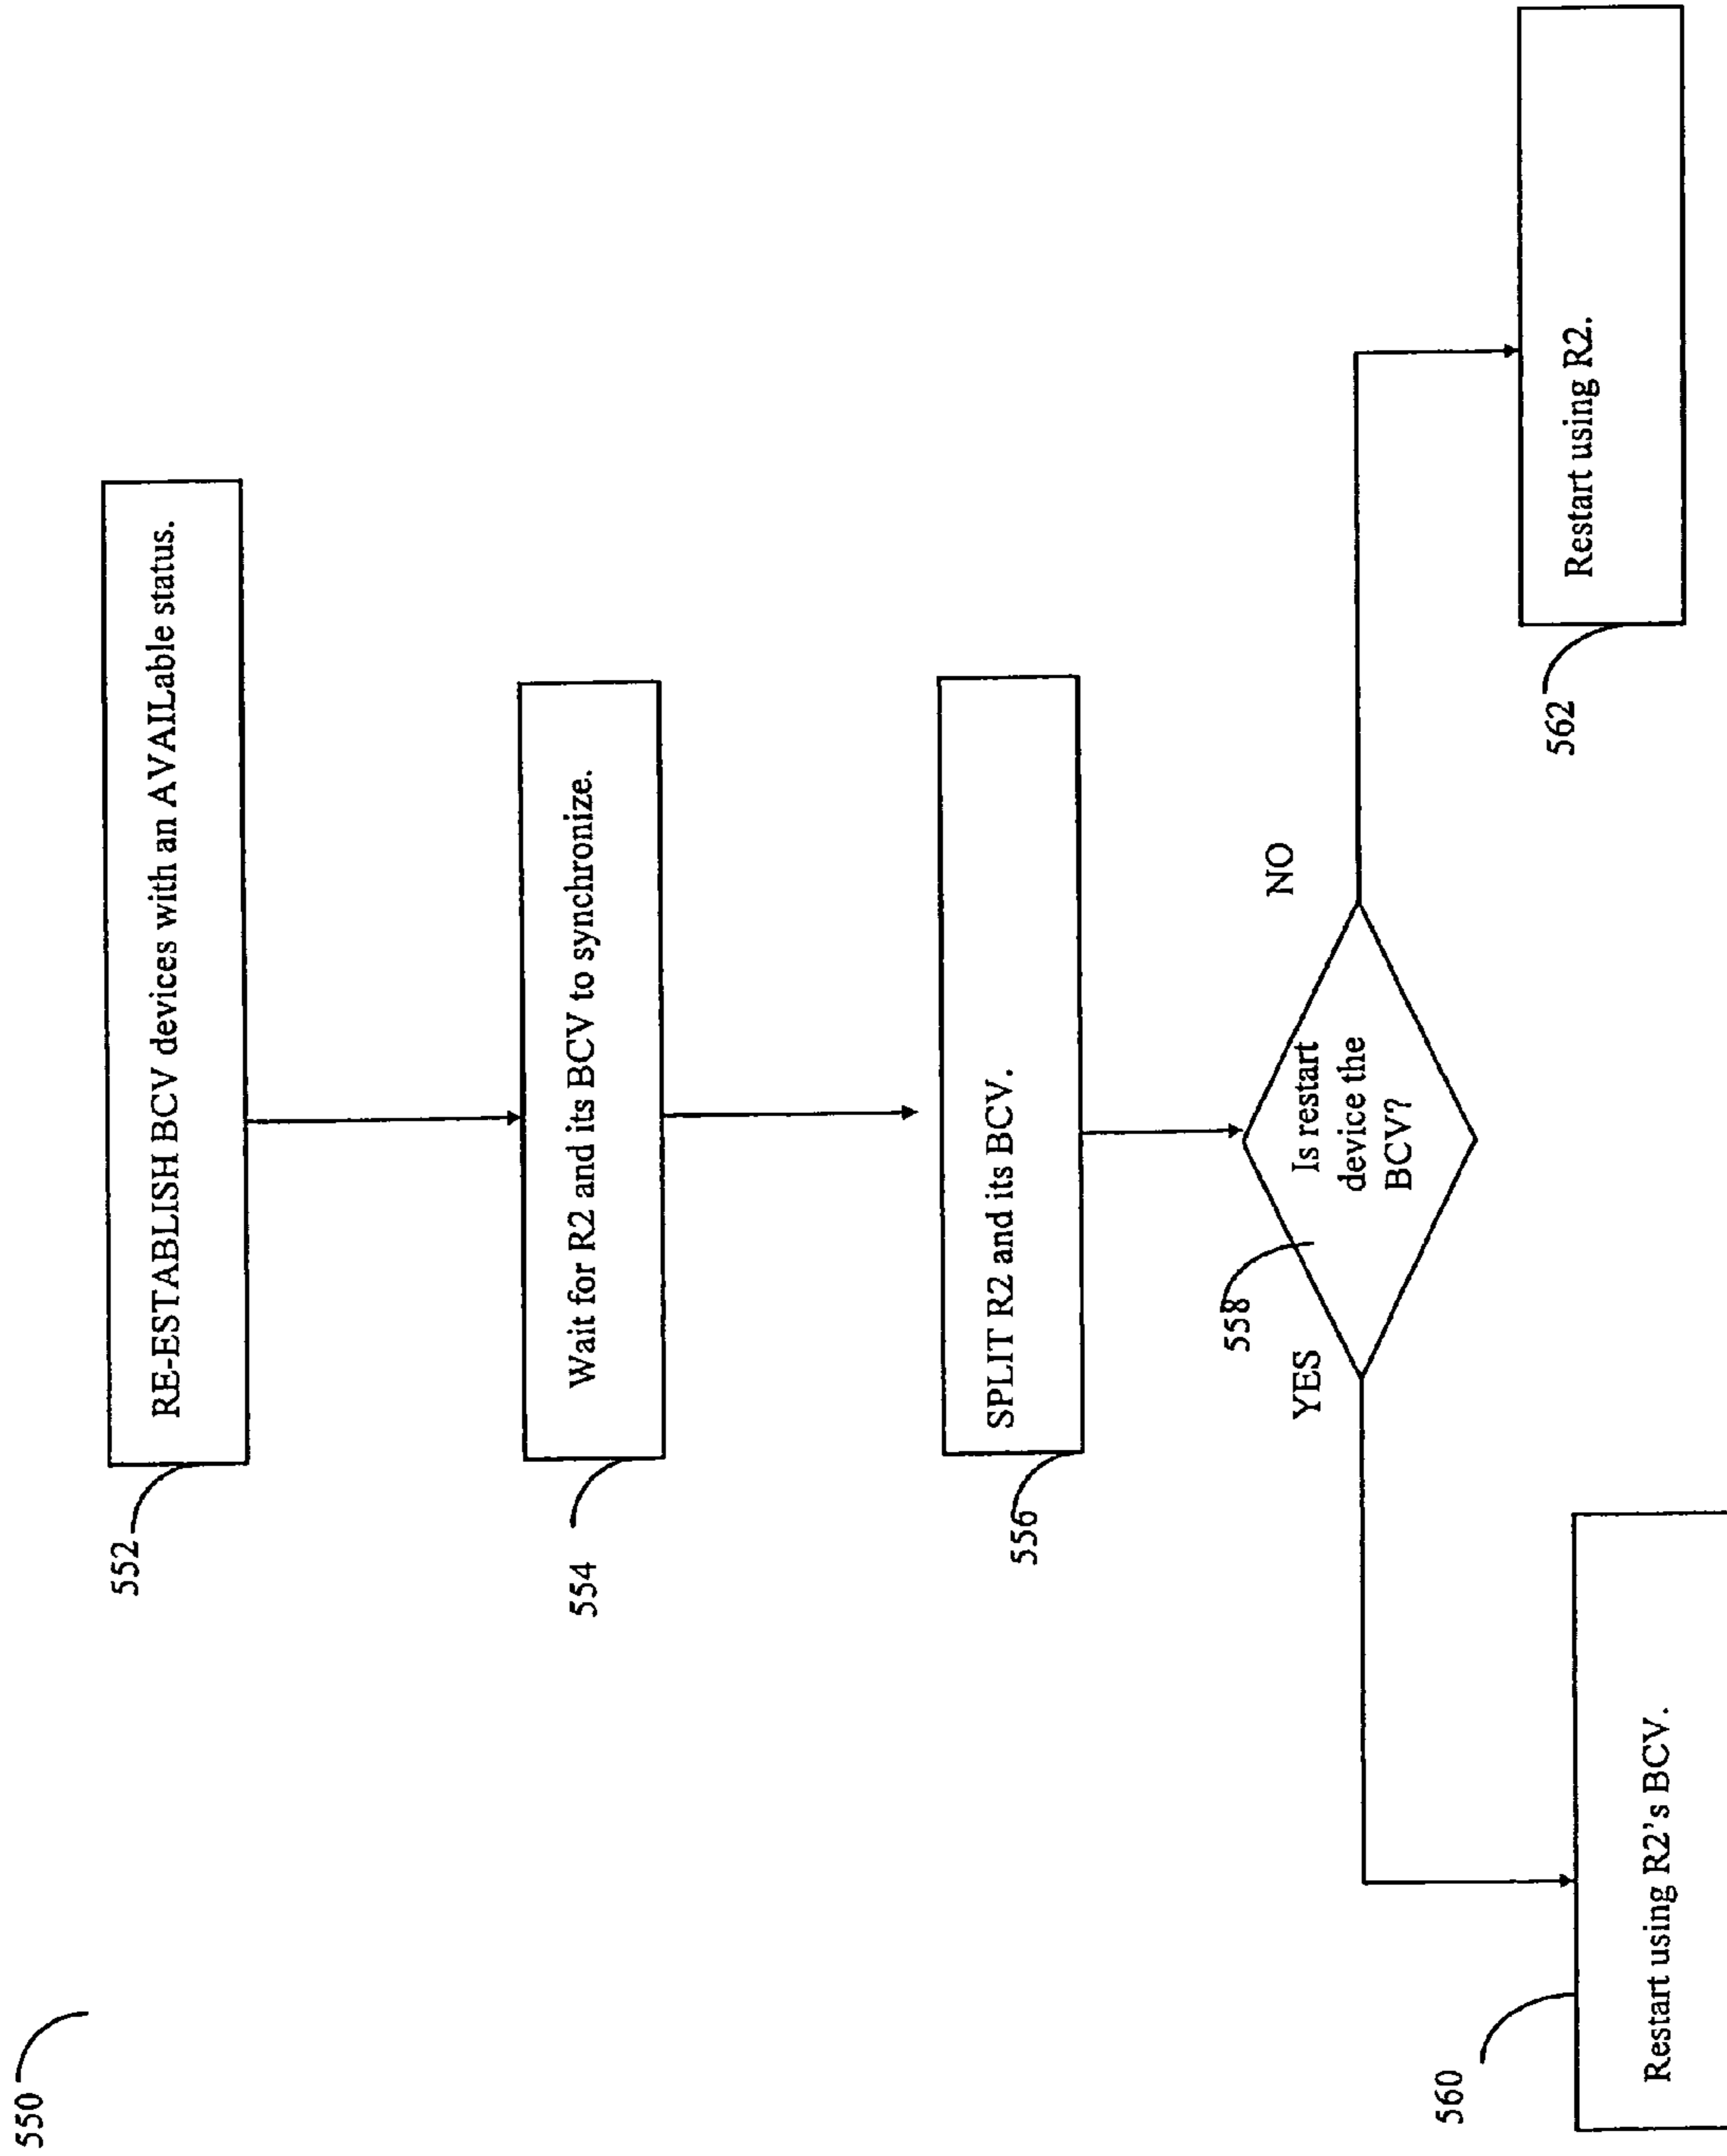 550
552
RE-ESTABLISH BCV devices with an AVAILable status.
554
Wait for R2 and its BCV to synchronize.
556
SPLIT R2 and its BCV.
558
Is restart
device the
BCV?
YES
NO
560
Restart using R2's BCV.
562
Restart using R2.